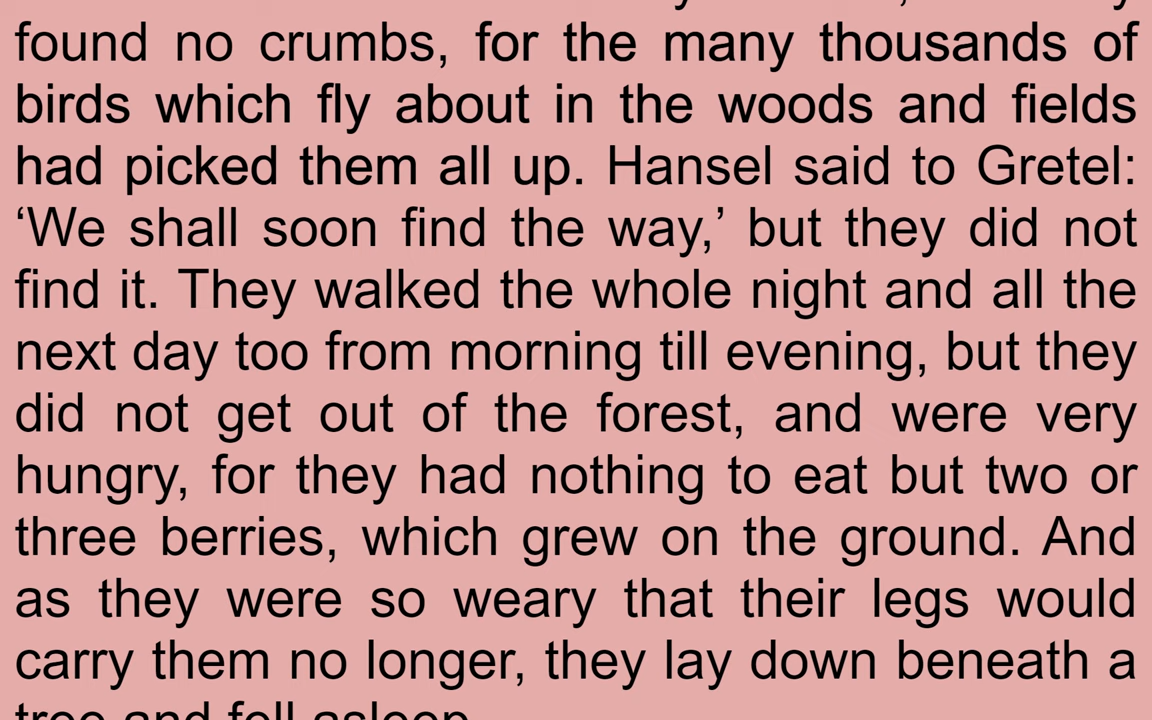 found no crumbs, for the many thousands of
birds which fly about in the woods and fields
had picked them all up. Hansel said to Gretel:
‘We shall soon find the way,’ but they did not
find it. They walked the whole night and all the
next day too from morning till evening, but they
did not get out of the forest, and were very
hungry, for they had nothing to eat but two or
three berries, which grew on the ground. And
as they were so weary that their legs would
carry them no longer, they lay down beneath a
tree and fell asleep.